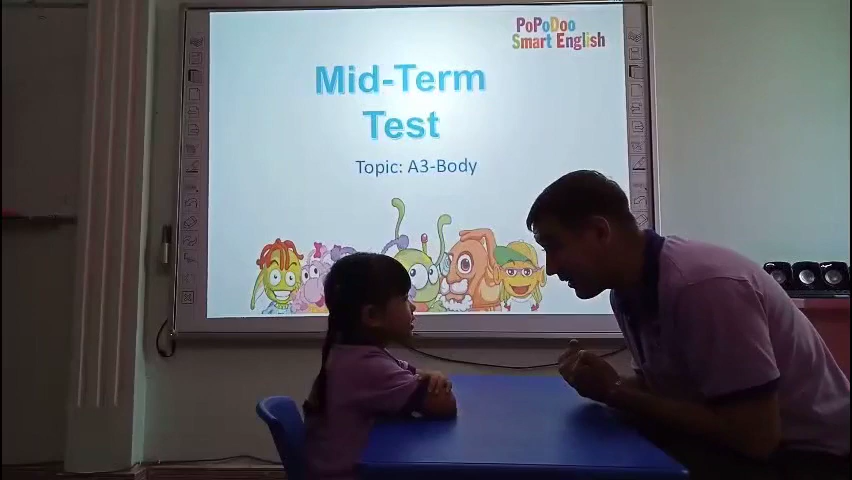 PoPoDoo
Smart English
Mid-Term
Test
Topic: A3-Body